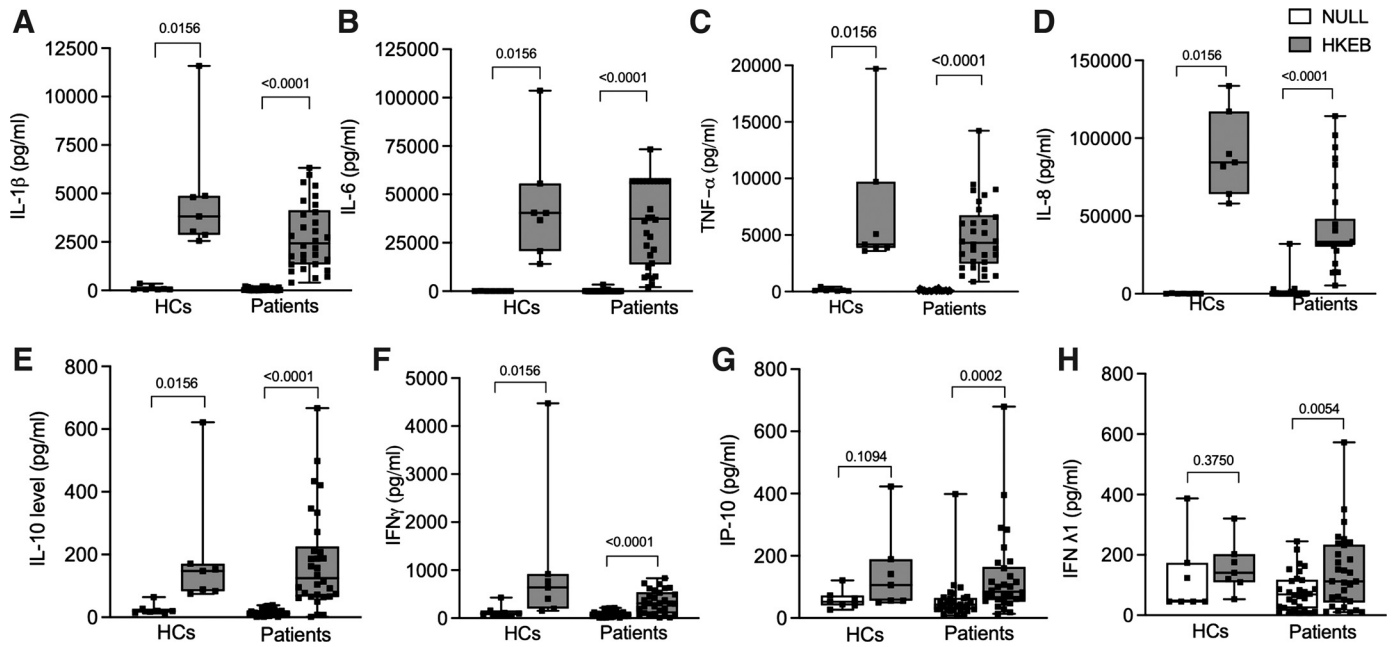 A
IL-1β (pg/ml)
12500
10000
7500
5000
2500
0
0.0156
<0.0001
HCs
Patients
B
IL-6 (pg/ml)
125000
100000
75000
50000
25000
0
0.0156
<0.0001
HCs
Patients
C
TNF-α (pg/ml)
20000
15000
10000
5000
0
0.0156
<0.0001
HCs
Patients
D
IL-8 (pg/ml)
150000
100000
50000
0
0.0156
<0.0001
HCs
Patients
NULL
HKEB
E
IL-10 level (pg/ml)
800
600
400
200
0
0.0156
<0.0001
HCs
Patients
F
IFNγ (pg/ml)
5000
4000
3000
2000
1000
0
0.0156
<0.0001
HCs
Patients
G
IP-10 (pg/ml)
800
600
400
200
0
0.1094
0.0002
HCs
Patients
H
IFN λ1 (pg/ml)
800
600
400
200
0
0.3750
0.0054
HCs
Patients